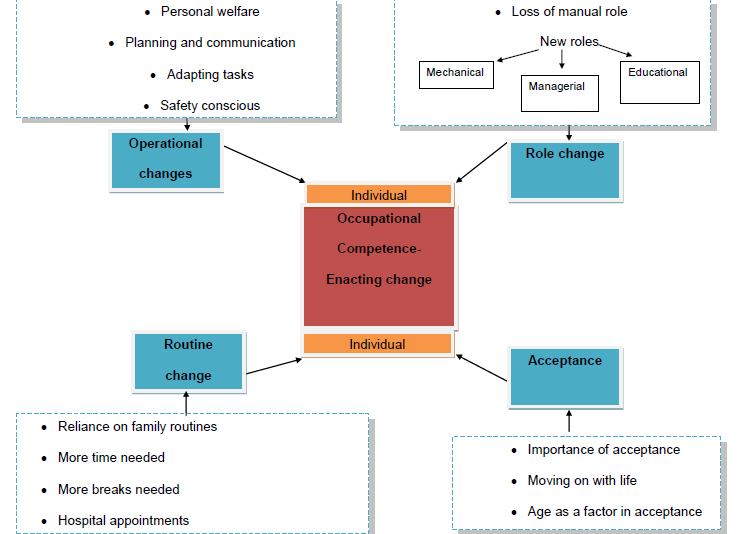 • Personal welfare
• Planning and communication
• Adapting tasks
• Safety conscious
• Loss of manual role
New roles
Mechanical
Managerial
Educational
Operational
changes
Role change
Individual
Occupational
Competence-
Enacting change
Individual
Routine
change
Acceptance
• Reliance on family routines
• More time needed
• More breaks needed
• Hospital appointments
• Importance of acceptance
• Moving on with life
• Age as a factor in acceptance